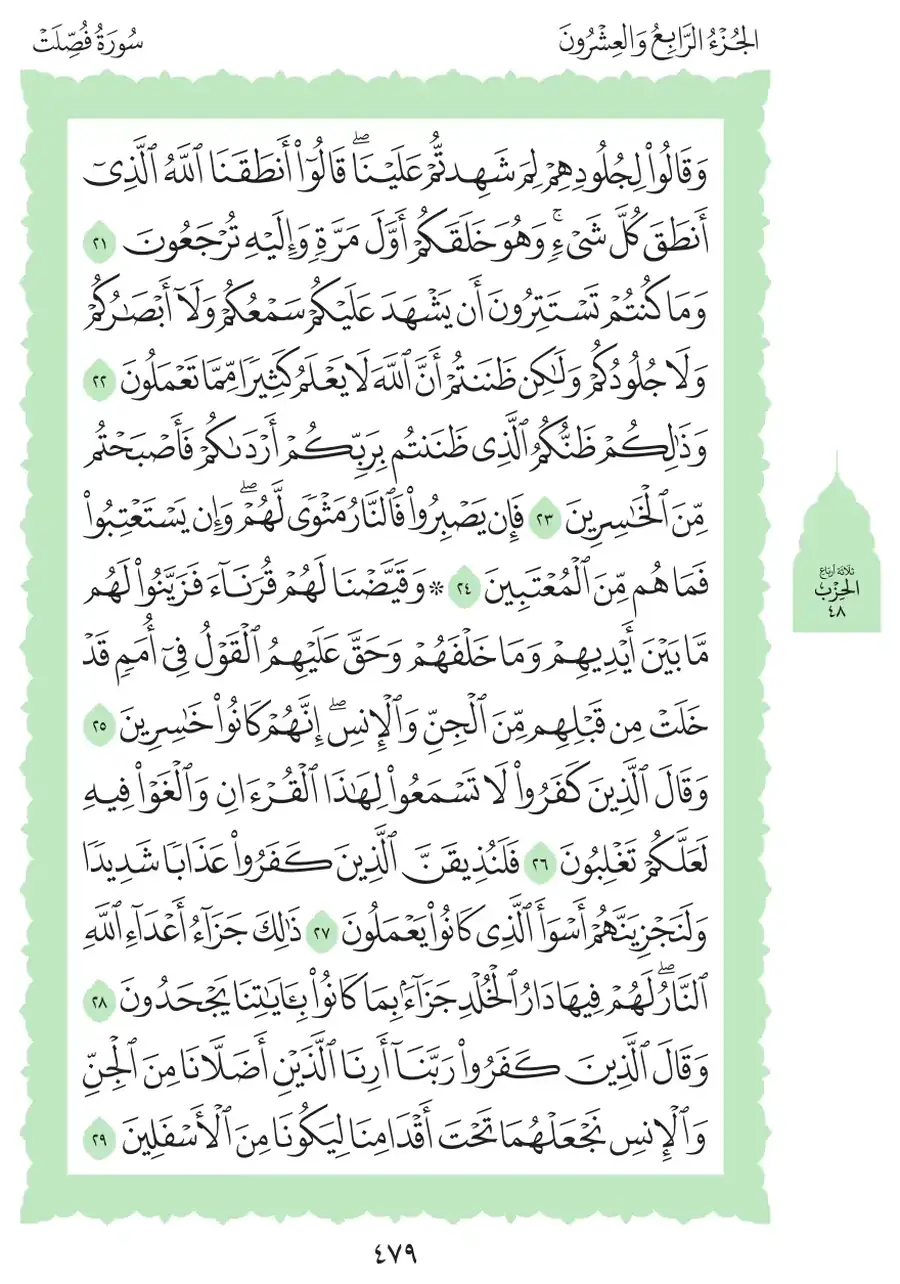 الجُزْءُ الرَّابِعُ وَالعِشْرُونَ
سُورَةُ فُصِّلَتْ
وَقَالُوا۟ لِجُلُودِهِمْ لِمَ شَهِدتُّمْ عَلَيْنَا ۖ قَالُوٓا۟ أَنطَقَنَا ٱللَّهُ ٱلَّذِىٓ
أَنطَقَ كُلَّ شَىْءٍ ۚ وَهُوَ خَلَقَكُمْ أَوَّلَ مَرَّةٍ وَإِلَيْهِ تُرْجَعُونَ ٢١
وَمَا كُنتُمْ تَسْتَتِرُونَ أَن يَشْهَدَ عَلَيْكُمْ سَمْعُكُمْ وَلَآ أَبْصَـٰرُكُمْ
وَلَا جُلُودُكُمْ وَلَـٰكِن ظَنَنتُمْ أَنَّ ٱللَّهَ لَا يَعْلَمُ كَثِيرًا مِّمَّا تَعْمَلُونَ ٢٢
وَذَٰلِكُمْ ظَنُّكُمُ ٱلَّذِى ظَنَنتُم بِرَبِّكُمْ أَرْدَىٰكُمْ فَأَصْبَحْتُم
مِّنَ ٱلْخَـٰسِرِينَ ٢٣ فَإِن يَصْبِرُوا۟ فَٱلنَّارُ مَثْوًى لَّهُمْ ۖ وَإِن يَسْتَعْتِبُوا۟
فَمَا هُم مِّنَ ٱلْمُعْتَبِينَ ٢٤ * وَقَيَّضْنَا لَهُمْ قُرَنَآءَ فَزَيَّنُوا۟ لَهُم
مَّا بَيْنَ أَيْدِيهِمْ وَمَا خَلْفَهُمْ وَحَقَّ عَلَيْهِمُ ٱلْقَوْلُ فِىٓ أُمَمٍ قَدْ
خَلَتْ مِن قَبْلِهِم مِّنَ ٱلْجِنِّ وَٱلْإِنسِ ۖ إِنَّهُمْ كَانُوا۟ خَـٰسِرِينَ ٢٥
وَقَالَ ٱلَّذِينَ كَفَرُوا۟ لَا تَسْمَعُوا۟ لِهَـٰذَا ٱلْقُرْءَانِ وَٱلْغَوْا۟ فِيهِ
لَعَلَّكُمْ تَغْلِبُونَ ٢٦ فَلَنُذِيقَنَّ ٱلَّذِينَ كَفَرُوا۟ عَذَابًا شَدِيدًا
وَلَنَجْزِيَنَّهُمْ أَسْوَأَ ٱلَّذِى كَانُوا۟ يَعْمَلُونَ ٢٧ ذَٰلِكَ جَزَآءُ أَعْدَآءِ ٱللَّهِ
ٱلنَّارُ ۖ لَهُمْ فِيهَا دَارُ ٱلْخُلْدِ جَزَآءًۢ بِمَا كَانُوا۟ بِـَٔايَـٰتِنَا يَجْحَدُونَ ٢٨
وَقَالَ ٱلَّذِينَ كَفَرُوا۟ رَبَّنَآ أَرِنَا ٱلَّذَيْنِ أَضَلَّانَا مِنَ ٱلْجِنِّ
وَٱلْإِنسِ نَجْعَلْهُمَا تَحْتَ أَقْدَامِنَا لِيَكُونَا مِنَ ٱلْأَسْفَلِينَ ٢٩
ثلاثة أرباع
الحِزْب
٤٨
٤٧٩